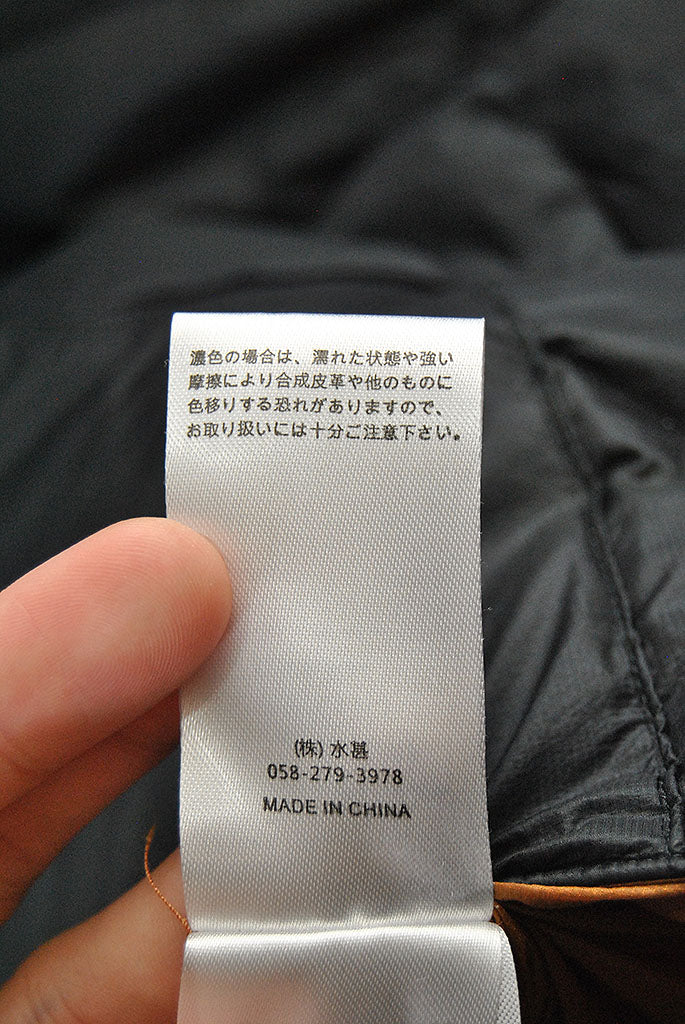 濃色の場合は、濡れた状態や強い
摩擦により合成皮革や他のものに
色移りする恐れがありますので、
お取り扱いには十分ご注意下さい。
(株) 水甚
058-279-3978
MADE IN CHINA